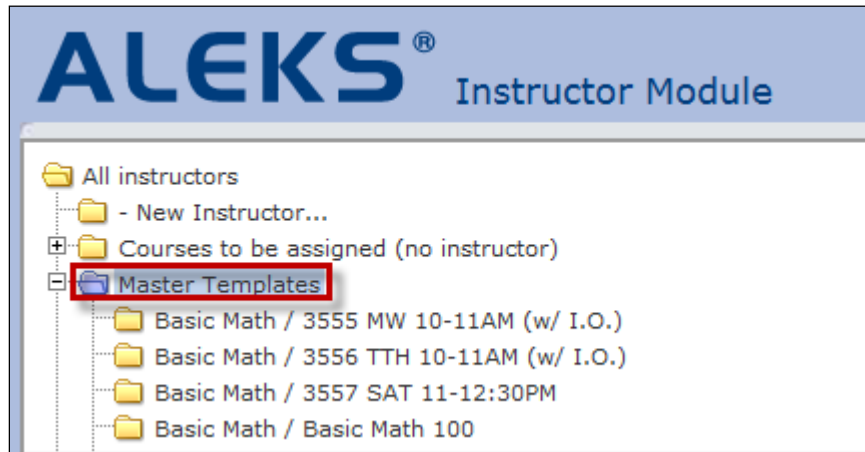 ALEKS® Instructor Module
All instructors
- New Instructor...
Courses to be assigned (no instructor)
Master Templates
Basic Math / 3555 MW 10-11AM (w/ I.O.)
Basic Math / 3556 TTH 10-11AM (w/ I.O.)
Basic Math / 3557 SAT 11-12:30PM
Basic Math / Basic Math 100